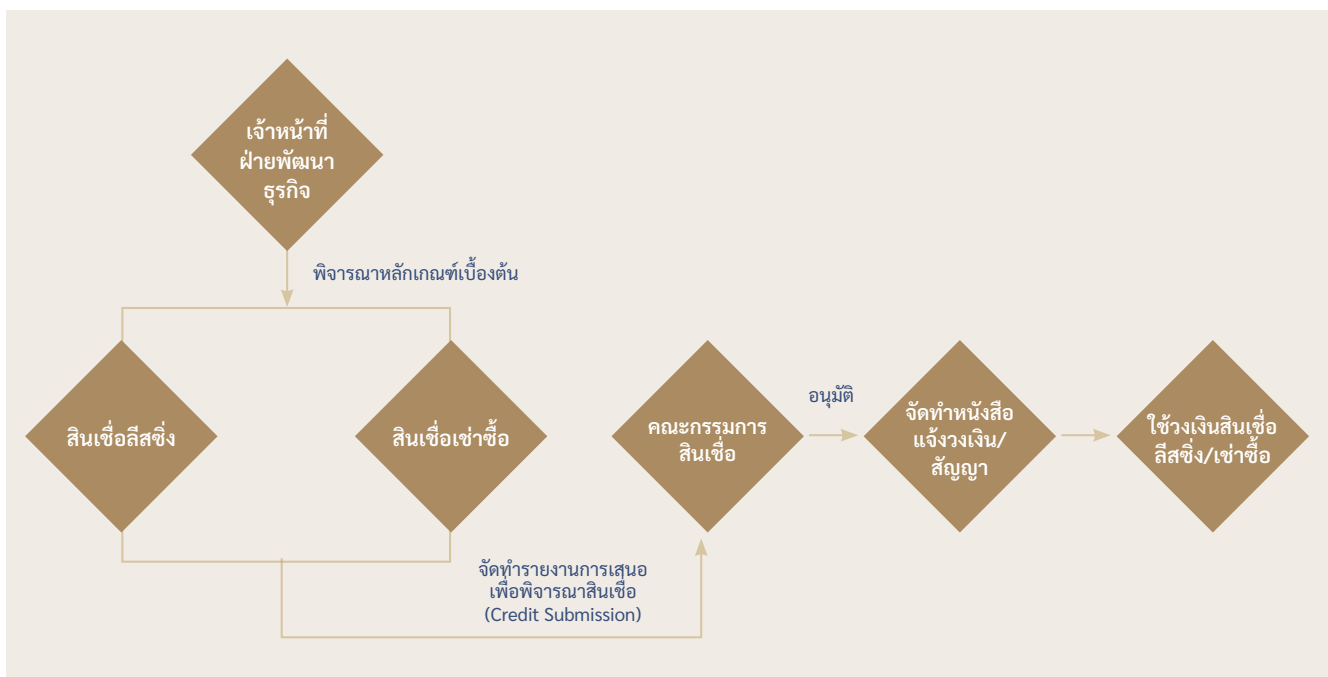 เจ้าหน้าที่
ฝ่ายพัฒนา
ธุรกิจ
พิจารณาหลักเกณฑ์เบื้องต้น
สินเชื่อลีสซิ่ง
สินเชื่อเช่าซื้อ
จัดทำรายงานการเสนอ
เพื่อพิจารณาสินเชื่อ
(Credit Submission)
คณะกรรมการ
สินเชื่อ
อนุมัติ
จัดทำหนังสือ
แจ้งวงเงิน/
สัญญา
ใช้วงเงินสินเชื่อ
ลีสซิ่ง/เช่าซื้อ